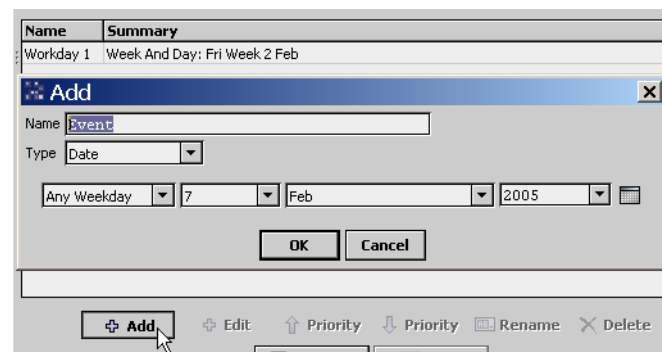 Name Summary
Workday 1 Week And Day: Fri Week 2 Feb
Add
Name Event
Type Date
Any Weekday 7 Feb 2005
OK Cancel
Add Edit Priority Priority Rename Delete